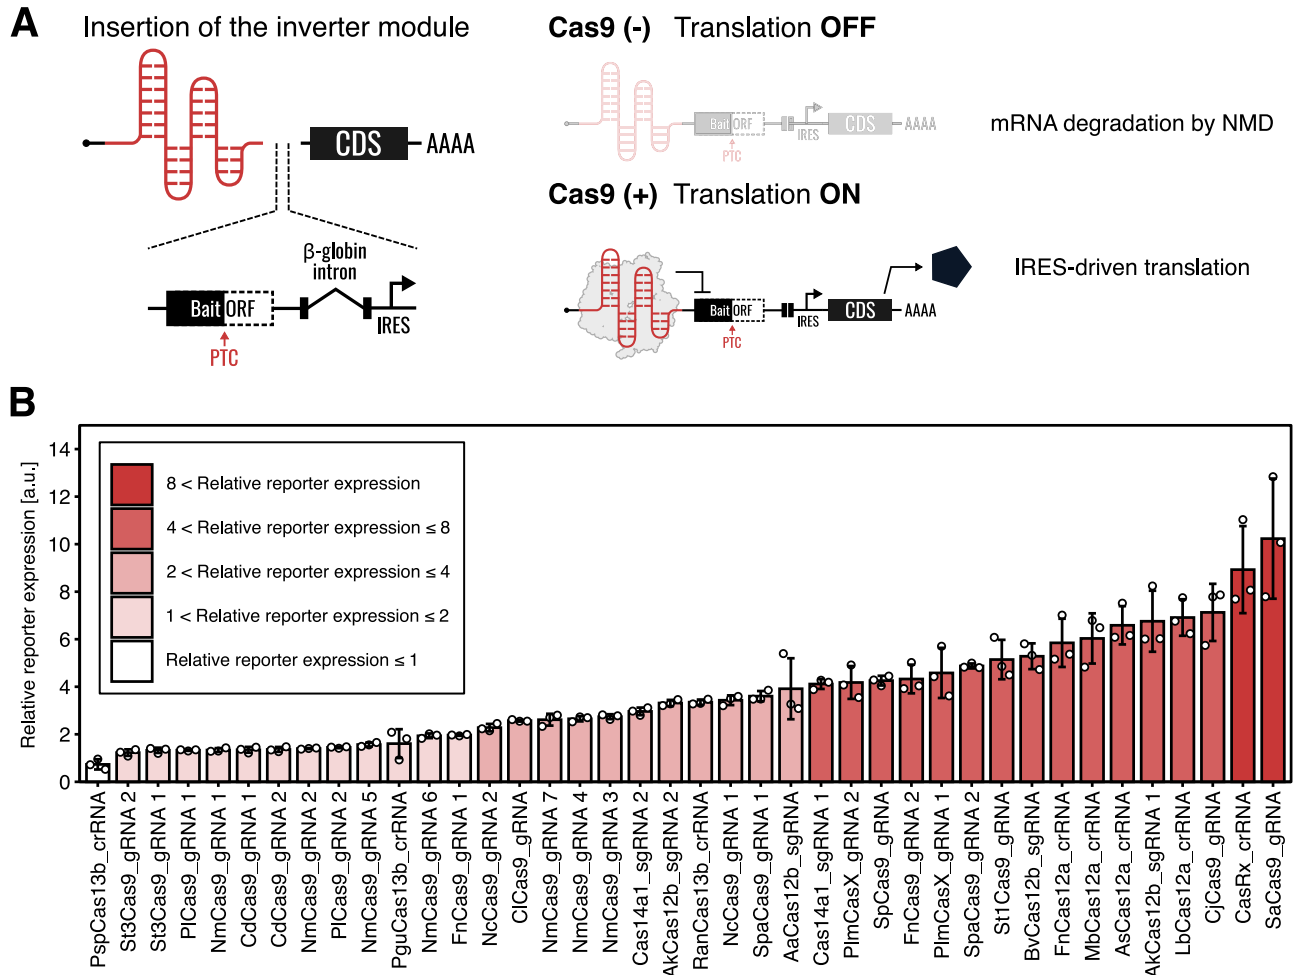 A
Insertion of the inverter module
CDS
AAAA
β-globin
intron
Bait ORF
IRES
PTC
Cas9 (-) Translation OFF
Bait ORF
IRES
CDS
AAAA
PTC
mRNA degradation by NMD
Cas9 (+) Translation ON
Bait ORF
IRES
CDS
AAAA
PTC
IRES-driven translation
B
Relative reporter expression [a.u.]
14
12
10
8
6
4
2
0
8 < Relative reporter expression
4 < Relative reporter expression ≤ 8
2 < Relative reporter expression ≤ 4
1 < Relative reporter expression ≤ 2
Relative reporter expression ≤ 1
PspCas13b_crRNA
St3Cas9_gRNA 2
St3Cas9_gRNA 1
PlCas9_gRNA 1
NmCas9_gRNA 1
CdCas9_gRNA 1
CdCas9_gRNA 2
NmCas9_gRNA 2
PlCas9_gRNA 2
NmCas9_gRNA 5
PguCas13b_crRNA
NmCas9_gRNA 6
FnCas9_gRNA 1
NcCas9_gRNA 2
ClCas9_gRNA
NmCas9_gRNA 7
NmCas9_gRNA 4
NmCas9_gRNA 3
Cas14a1_sgRNA 2
AkCas12b_sgRNA 2
RanCas13b_crRNA
NcCas9_gRNA 1
SpaCas9_gRNA 1
AaCas12b_sgRNA
Cas14a1_sgRNA 1
PlmCasX_gRNA 2
SpCas9_gRNA
FnCas9_gRNA 2
PlmCasX_gRNA 1
SpaCas9_gRNA 2
St1Cas9_gRNA
BvCas12b_sgRNA
FnCas12a_crRNA
MbCas12a_crRNA
AsCas12a_crRNA
AkCas12b_sgRNA 1
LbCas12a_crRNA
CjCas9_gRNA
CasRx_crRNA
SaCas9_gRNA